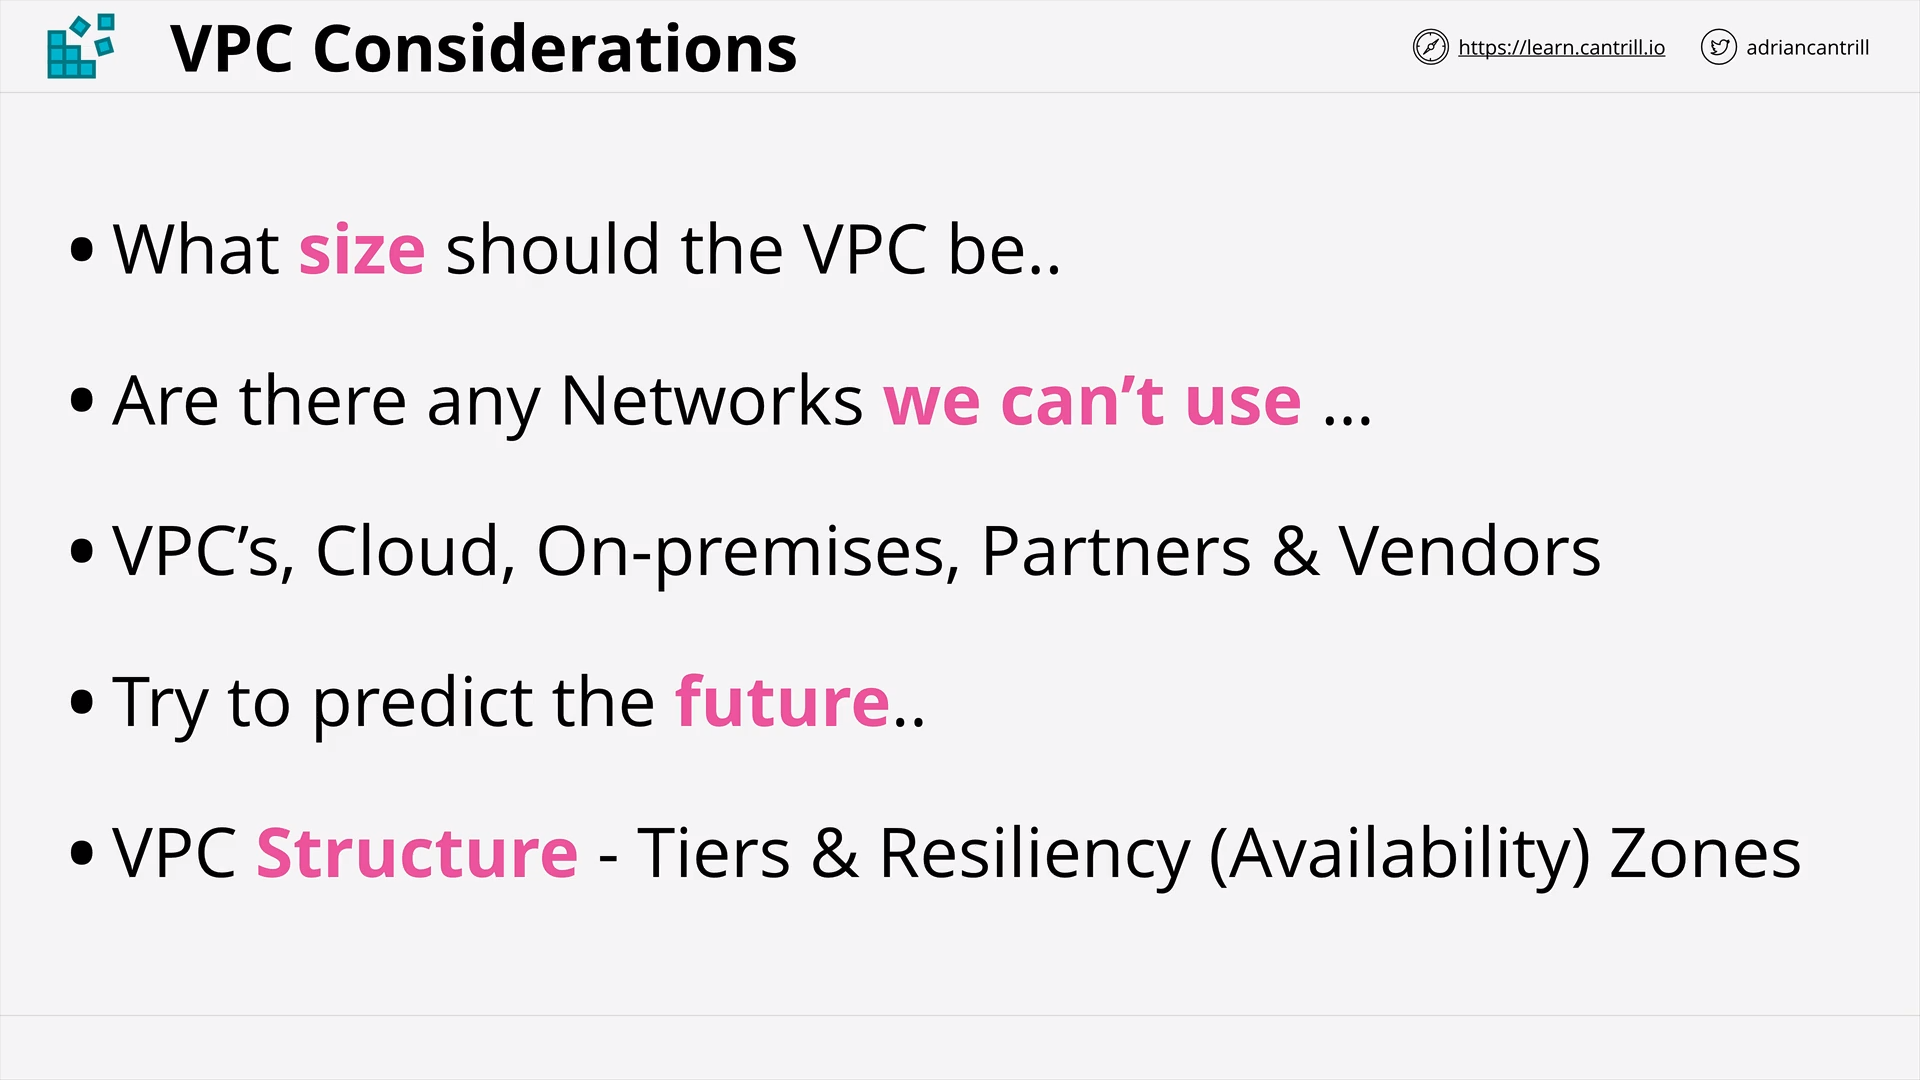 VPC Considerations
https://learn.cantrill.io
adriancantrill
• What size should the VPC be..
• Are there any Networks we can’t use ...
• VPC’s, Cloud, On-premises, Partners & Vendors
• Try to predict the future..
• VPC Structure - Tiers & Resiliency (Availability) Zones